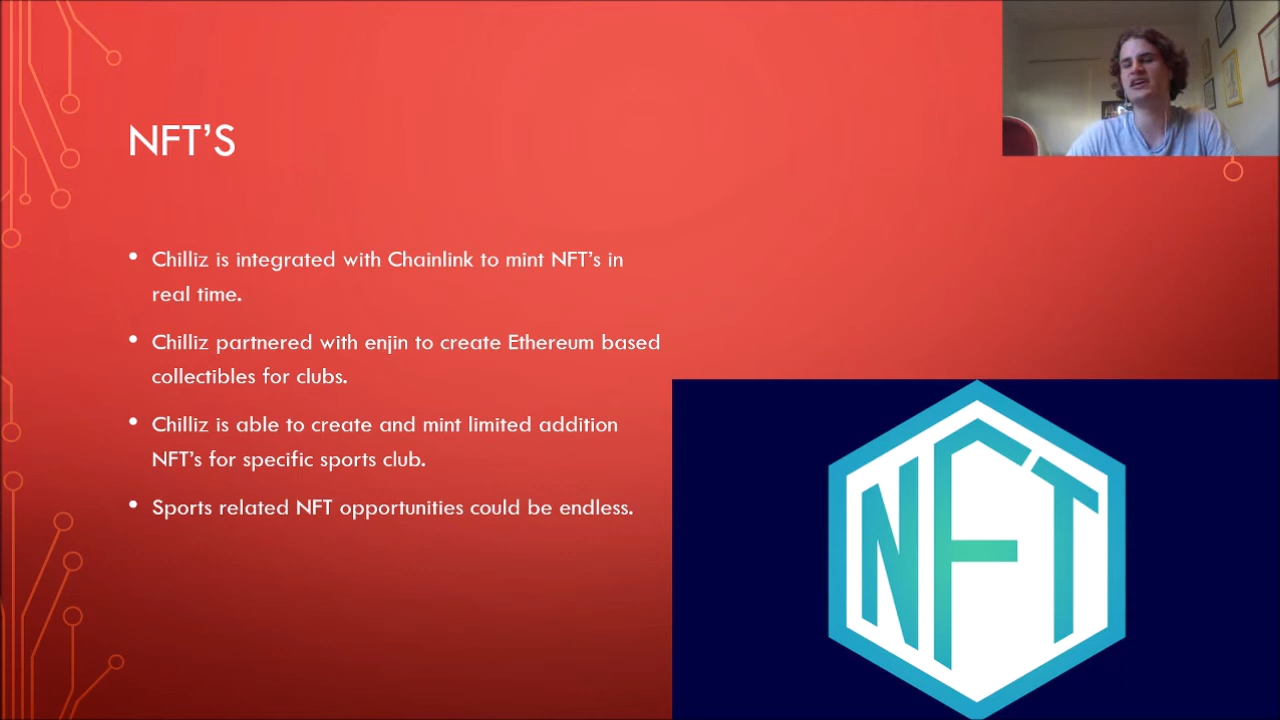 NFT’S
• Chilliz is integrated with Chainlink to mint NFT’s in
real time.
• Chilliz partnered with enjin to create Ethereum based
collectibles for clubs.
• Chilliz is able to create and mint limited addition
NFT’s for specific sports club.
• Sports related NFT opportunities could be endless.
NFT